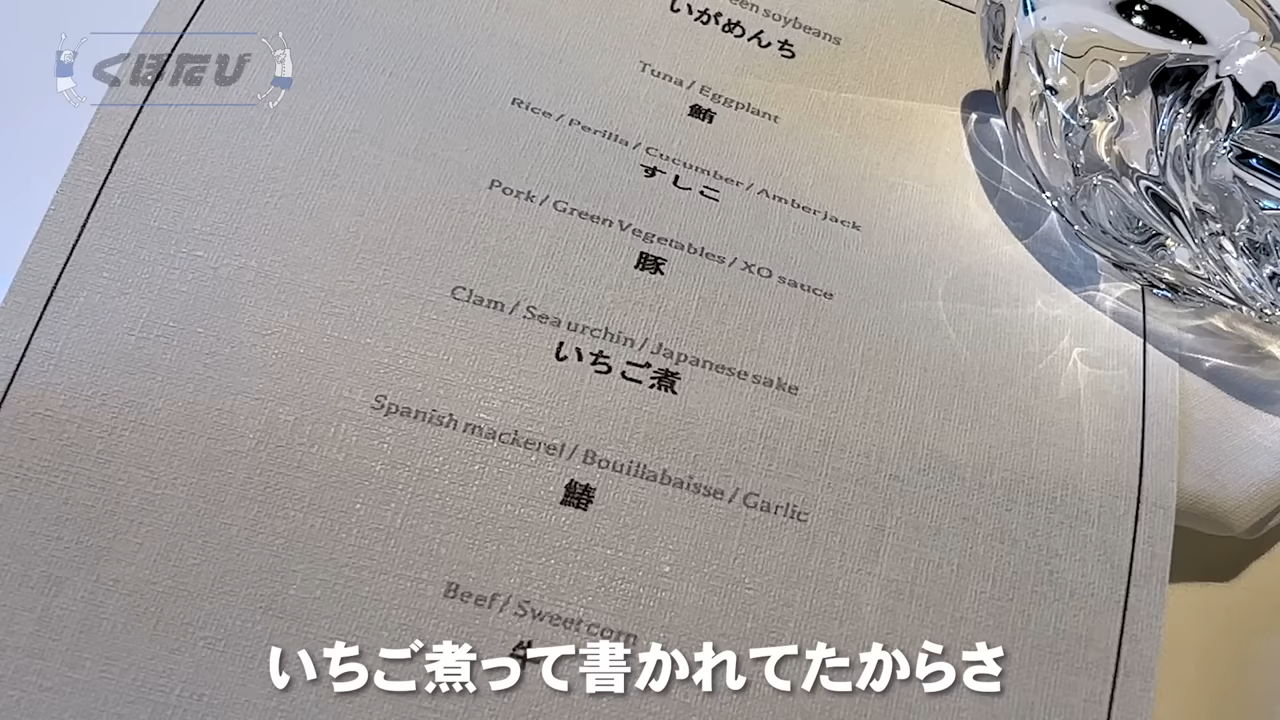 くぼたび
soybeans
いがめんち
Tuna / Eggplant
鮪
Rice / Perilla / Cucumber / Amberjack
すしこ
Pork / Green Vegetables / XO sauce
豚
Clam / Sea urchin / Japanese sake
いちご煮
Spanish mackerel / Bouillabaisse / Garlic
鰆
Beef / Sweet corn
いちご煮って書かれてたからさ